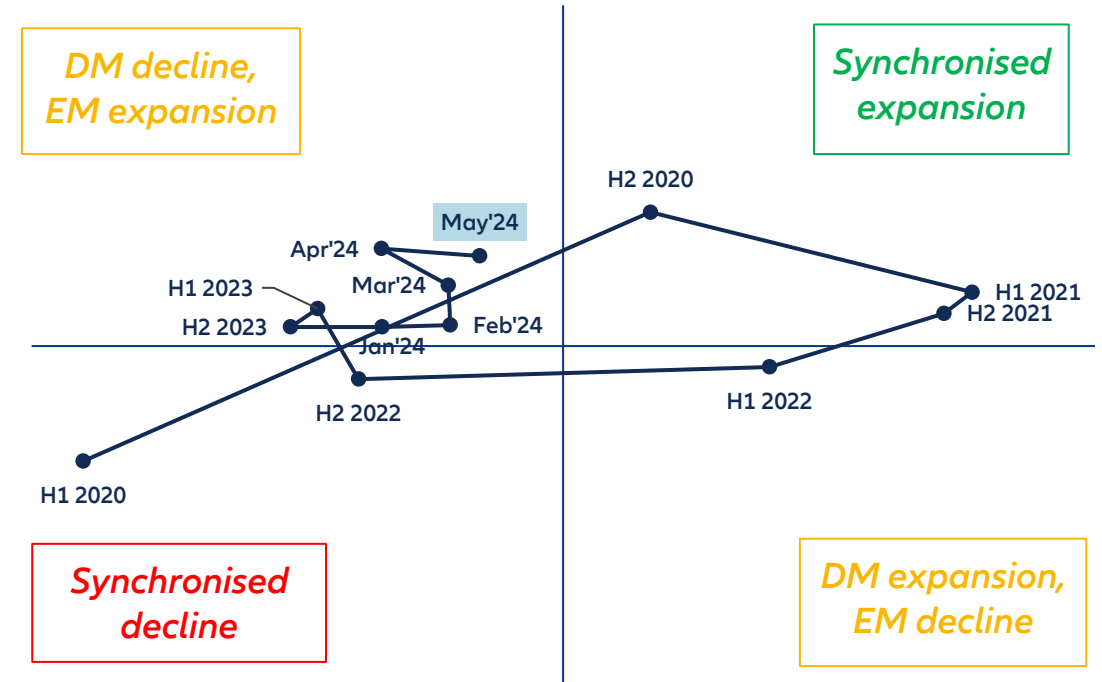 DM decline,
EM expansion
Synchronised
expansion
H2 2020
May'24
Apr'24
Mar'24
H1 2023
H1 2021
H2 2021
H2 2023
Feb'24
Jan'24
H2 2022
H1 2022
H1 2020
Synchronised
decline
DM expansion,
EM decline